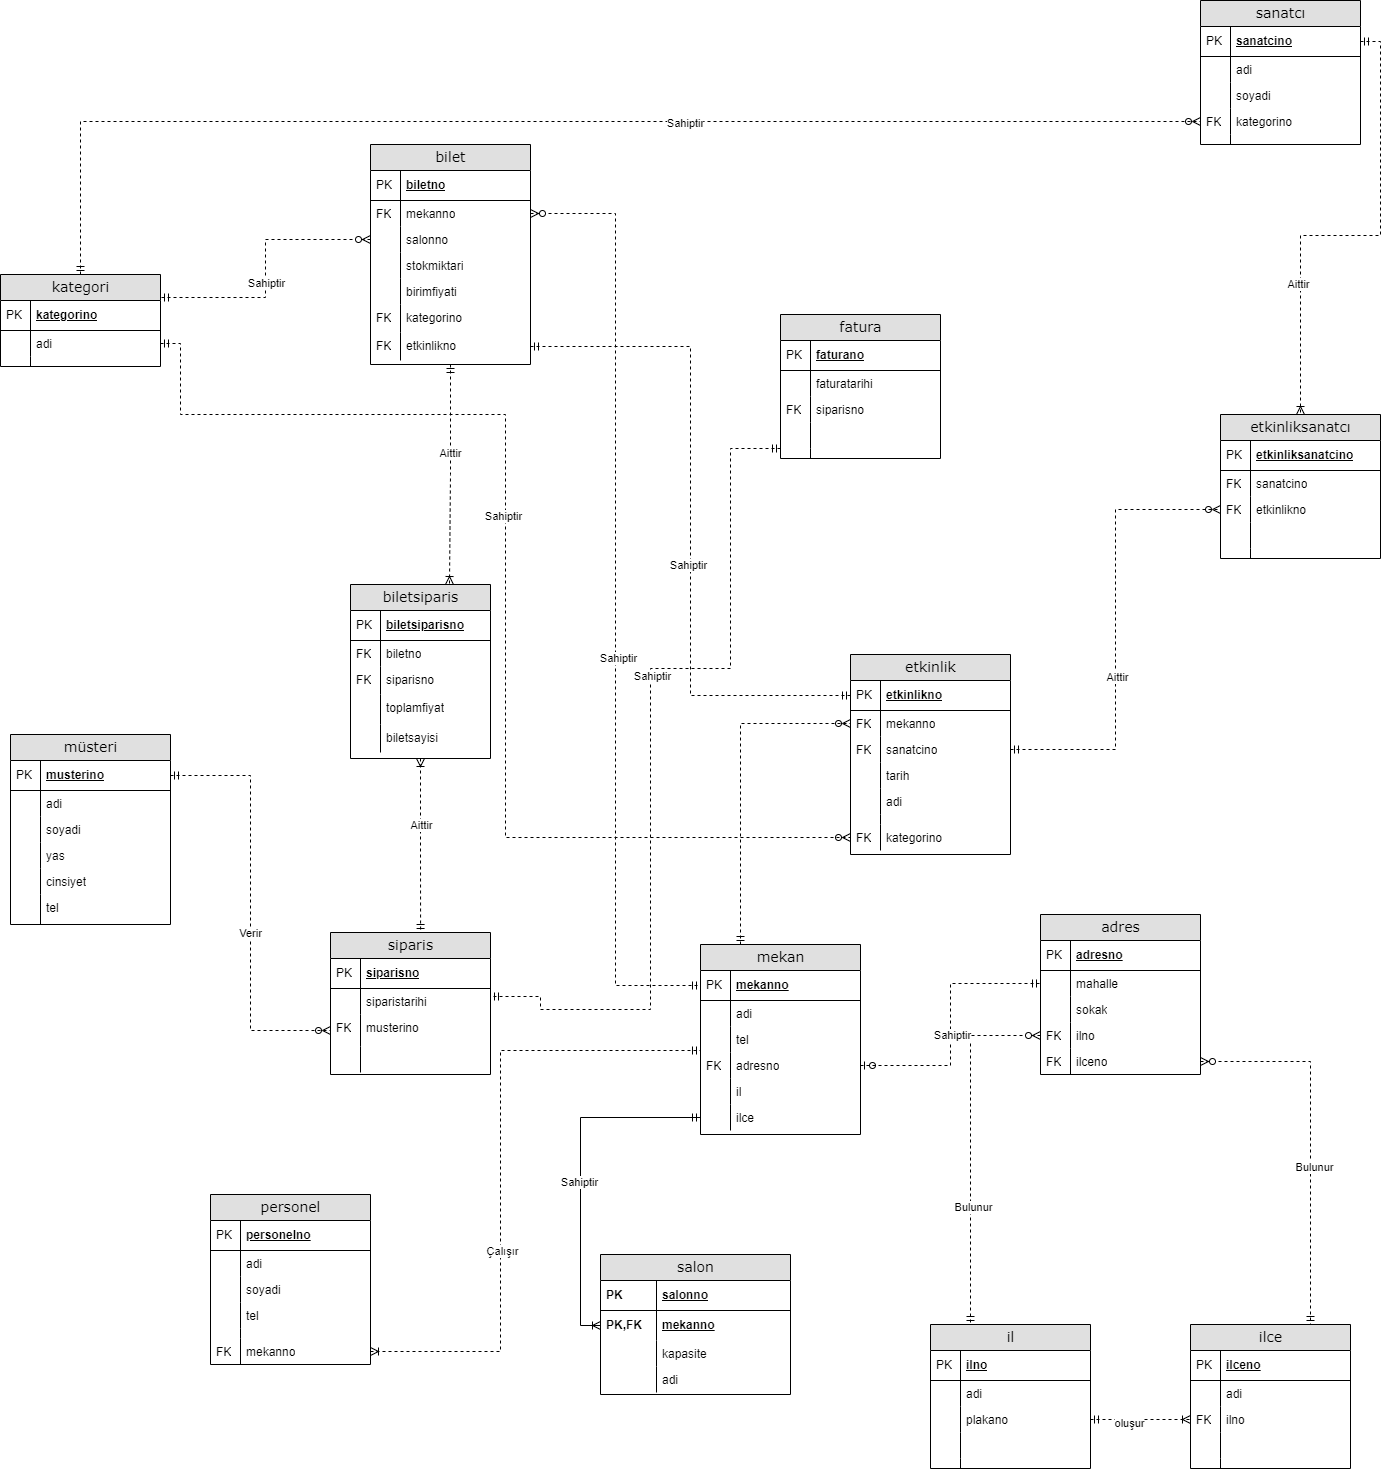 sanatcı
PK sanatcino
adi
soyadi
FK kategorino
Sahiptir
bilet
PK biletno
FK mekanno
salonno
stokmiktari
birimfiyati
FK kategorino
FK etkinlikno
Sahiptir
kategori
PK kategorino
adi
Aittir
fatura
PK faturano
faturatarihi
FK siparisno
etkinliksanatcı
PK etkinliksanatcino
FK sanatcino
FK etkinlikno
Aittir
Sahiptir
Sahiptir
biletsiparis
PK biletsiparisno
FK biletno
FK siparisno
toplamfiyat
biletsayisi
Sahiptir
Sahiptir
etkinlik
PK etkinlikno
FK mekanno
FK sanatcino
tarih
adi
FK kategorino
Aittir
müsteri
PK musterino
adi
soyadi
yas
cinsiyet
tel
Aittir
Verir
siparis
PK siparisno
siparistarihi
FK musterino
mekan
PK mekanno
adi
tel
FK adresno
il
ilce
adres
PK adresno
mahalle
sokak
FK ilno
FK ilceno
Sahiptir
Sahiptir
Bulunur
Bulunur
personel
PK personelno
adi
soyadi
tel
FK mekanno
Çalışır
salon
PK salonno
PK,FK mekanno
kapasite
adi
il
PK ilno
adi
plakano
oluşur
ilce
PK ilceno
adi
FK ilno